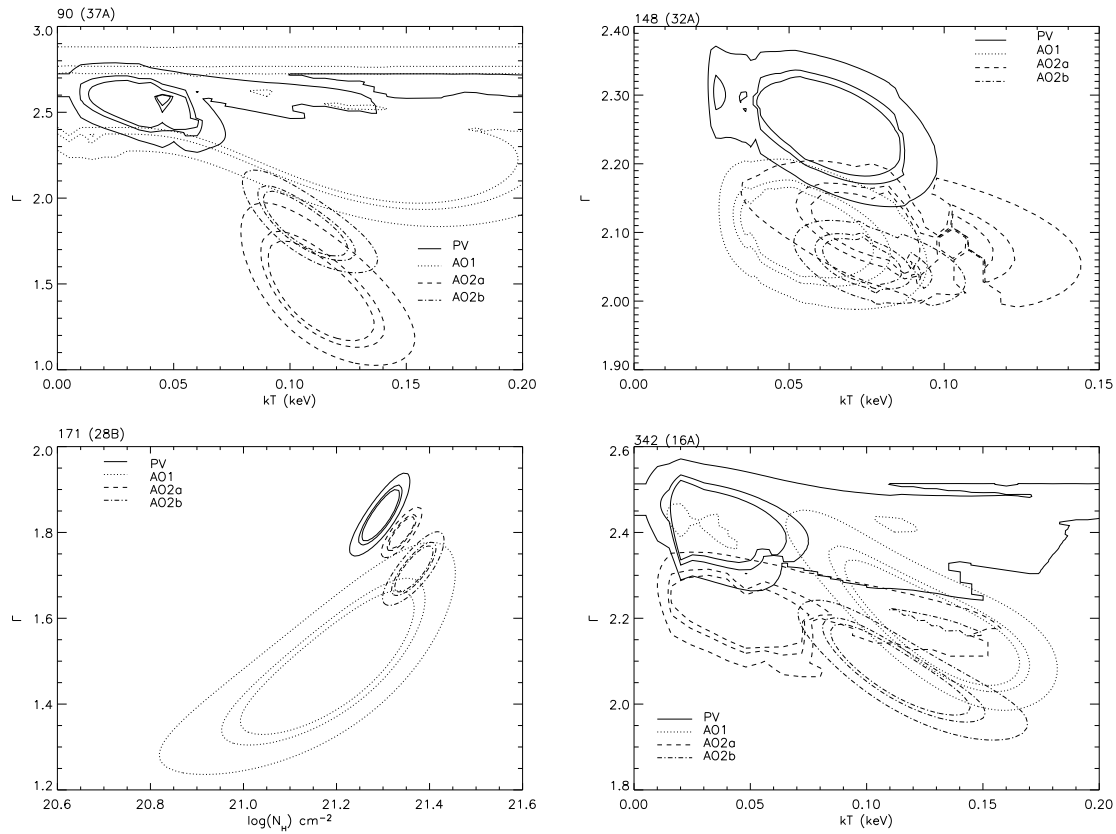 90 (37A)
3.0
2.5
2.0
1.5
1.0
Γ
PV
AO1
AO2a
AO2b
0.00 0.05 0.10 0.15 0.20
kT (keV)
148 (32A)
2.40
2.30
2.20
2.10
2.00
1.90
Γ
PV
AO1
AO2a
AO2b
0.00 0.05 0.10 0.15
kT (keV)
171 (28B)
2.0
1.8
1.6
1.4
1.2
Γ
PV
AO1
AO2a
AO2b
20.6 20.8 21.0 21.2 21.4 21.6
log(N_H) cm⁻²
342 (16A)
2.6
2.4
2.2
2.0
1.8
Γ
PV
AO1
AO2a
AO2b
0.00 0.05 0.10 0.15 0.20
kT (keV)